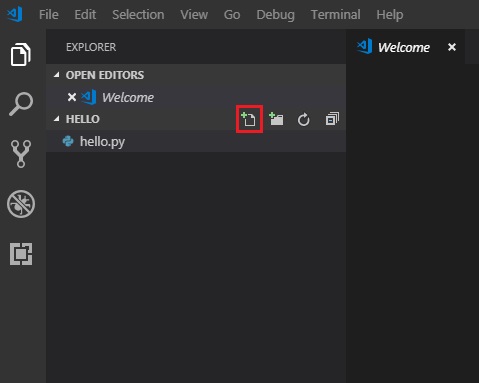 File Edit Selection View Go Debug Terminal Help
EXPLORER
Welcome
OPEN EDITORS
Welcome
HELLO
hello.py